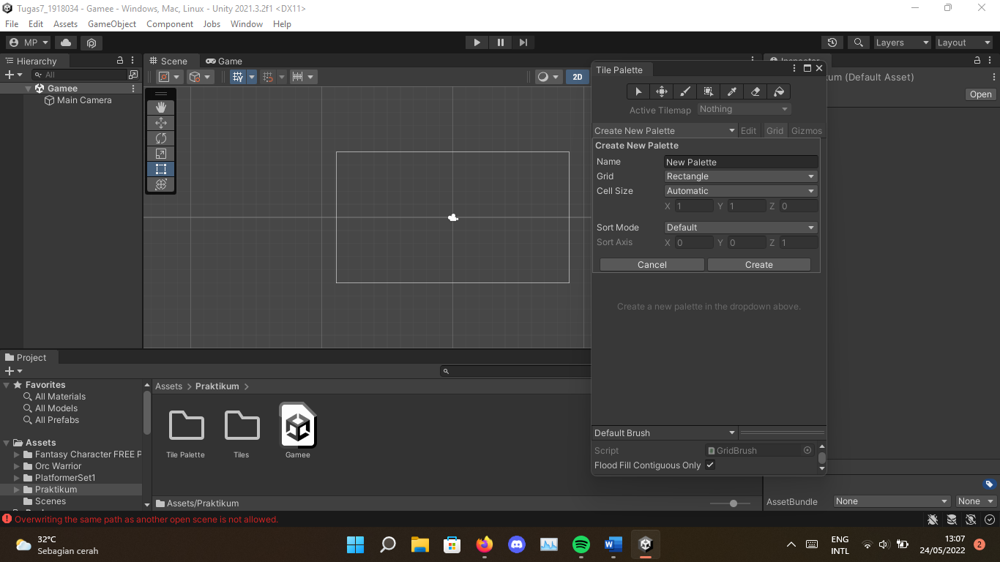 Tugas7_1918034 - Gamee - Windows, Mac, Linux - Unity 2021.3.2f1 <DX11>
File Edit Assets GameObject Component Jobs Window Help
MP
Layers
Layout
Hierarchy
All
Gamee
Main Camera
Scene
Game
2D
Tile Palette
Active Tilemap
Nothing
Create New Palette
Edit
Grid
Gizmos
Create New Palette
Name
New Palette
Grid
Rectangle
Cell Size
Automatic
X 1 Y 1 Z 0
Sort Mode
Default
Sort Axis
X 0 Y 0 Z 1
Cancel
Create
Create a new palette in the dropdown above.
Default Brush
Script
GridBrush
Flood Fill Contiguous Only
um (Default Asset)
Open
Project
Favorites
All Materials
All Models
All Prefabs
Assets
Fantasy Character FREE P
Orc Warrior
PlatformerSet1
Praktikum
Scenes
Assets > Praktikum >
Tile Palette
Tiles
Gamee
Assets/Praktikum
AssetBundle
None
None
Overwriting the same path as another open scene is not allowed.
32°C
Sebagian cerah
ENG
INTL
13:07
24/05/2022
2